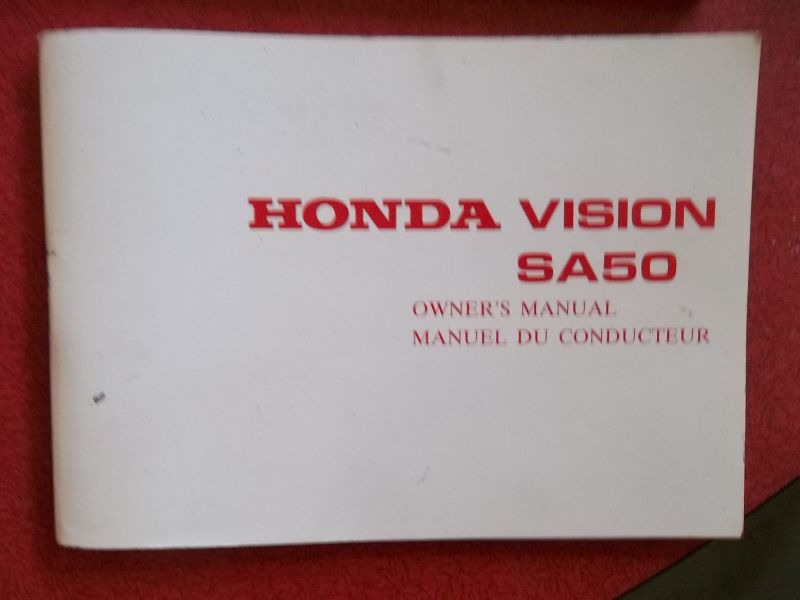 HONDA VISION
SA50
OWNER'S MANUAL
MANUEL DU CONDUCTEUR